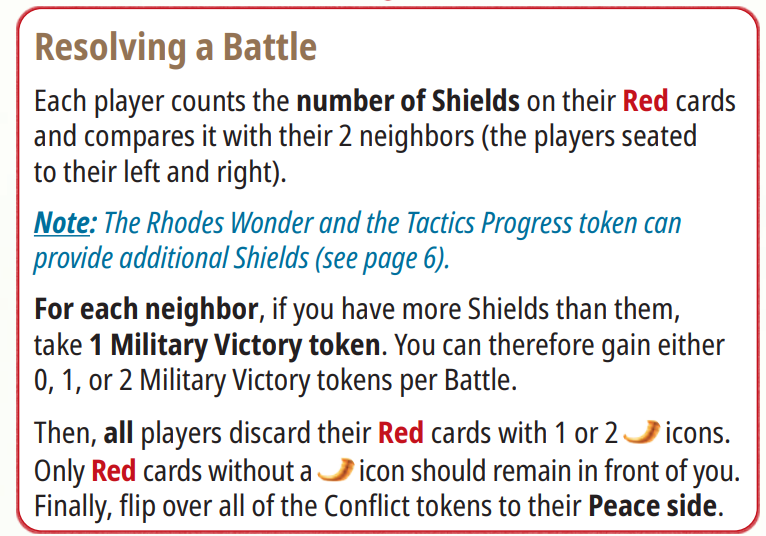 Resolving a Battle
Each player counts the number of Shields on their Red cards
and compares it with their 2 neighbors (the players seated
to their left and right).
Note: The Rhodes Wonder and the Tactics Progress token can
provide additional Shields (see page 6).
For each neighbor, if you have more Shields than them,
take 1 Military Victory token. You can therefore gain either
0, 1, or 2 Military Victory tokens per Battle.
Then, all players discard their Red cards with 1 or 2 icons.
Only Red cards without a icon should remain in front of you.
Finally, flip over all of the Conflict tokens to their Peace side.